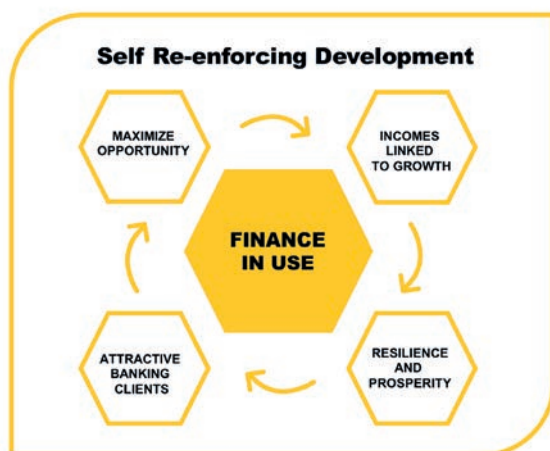 Self Re-enforcing Development
MAXIMIZE
OPPORTUNITY
INCOMES
LINKED
TO GROWTH
FINANCE
IN USE
ATTRACTIVE
BANKING
CLIENTS
RESILIENCE
AND
PROSPERITY